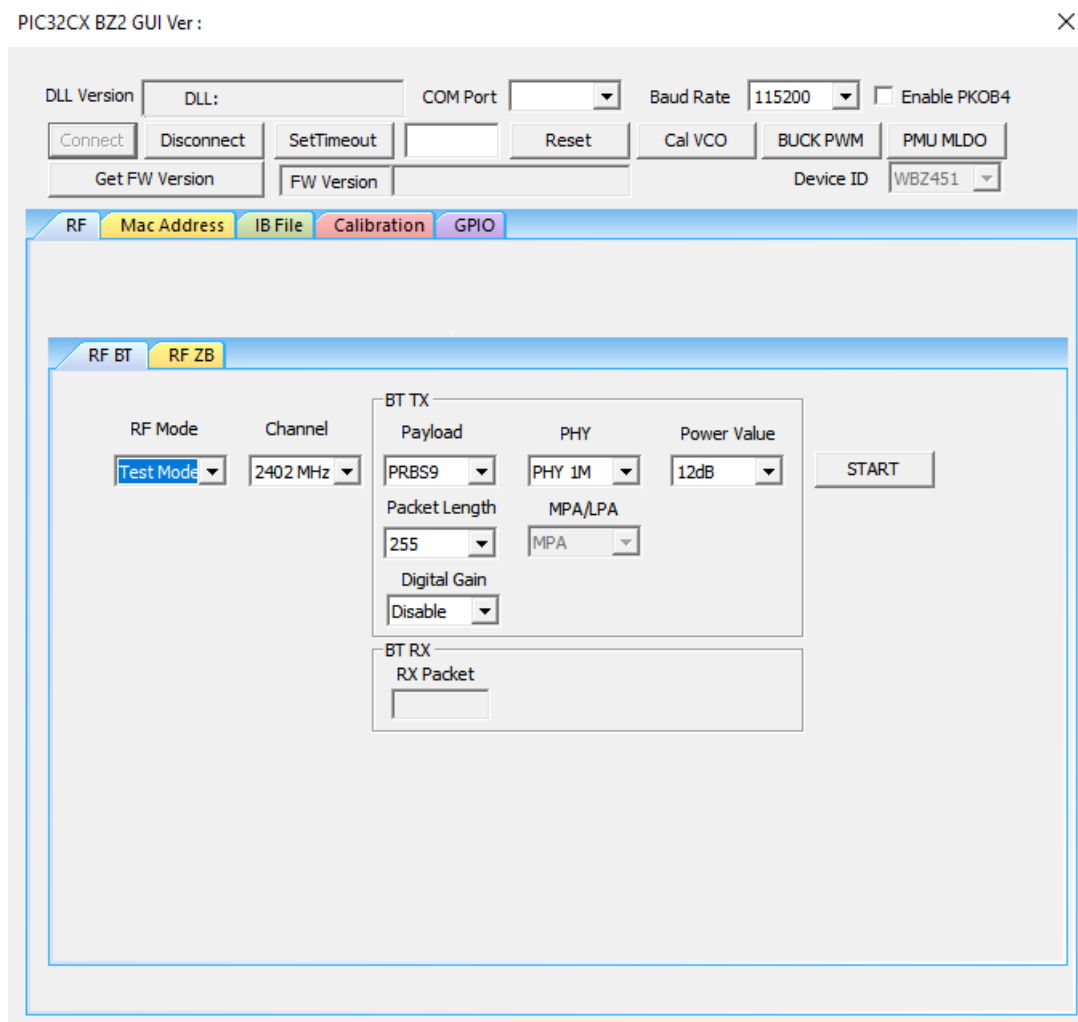 PIC32CX BZ2 GUI Ver :
DLL Version DLL: COM Port Baud Rate 115200 Enable PKOB4
Connect Disconnect SetTimeout Reset Cal VCO BUCK PWM PMU MLDO
Get FW Version FW Version Device ID WBZ451
RF Mac Address IB File Calibration GPIO
RF BT RF ZB
BT TX
RF Mode Channel Payload PHY Power Value
Test Mode 2402 MHz PRBS9 PHY 1M 12dB START
Packet Length MPA/LPA
255 MPA
Digital Gain
Disable
BT RX
RX Packet